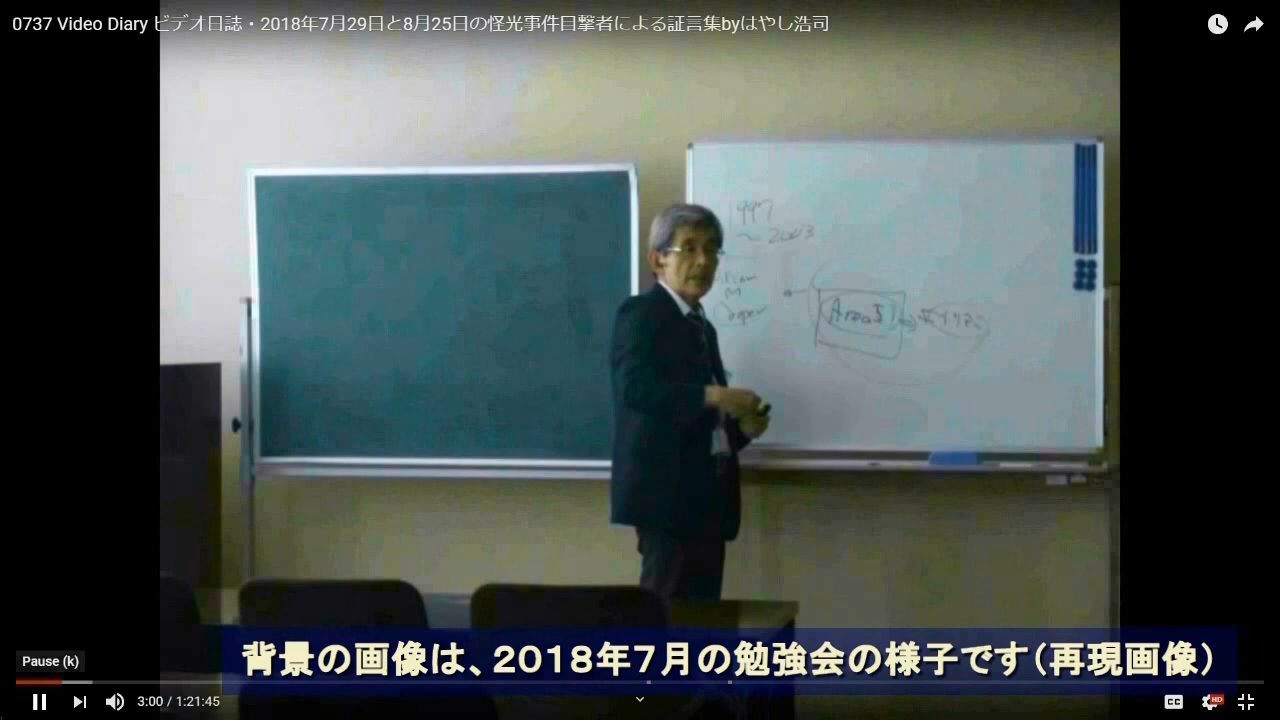 0737 Video Diary ビデオ日誌・2018年7月29日と8月25日の怪光事件目撃者による証言集byはやし浩司
1997
～2003
M
Cooper
Area51
背景の画像は、2018年7月の勉強会の様子です(再現画像)
Pause (k)
3:00 / 1:21:45
CC
HD